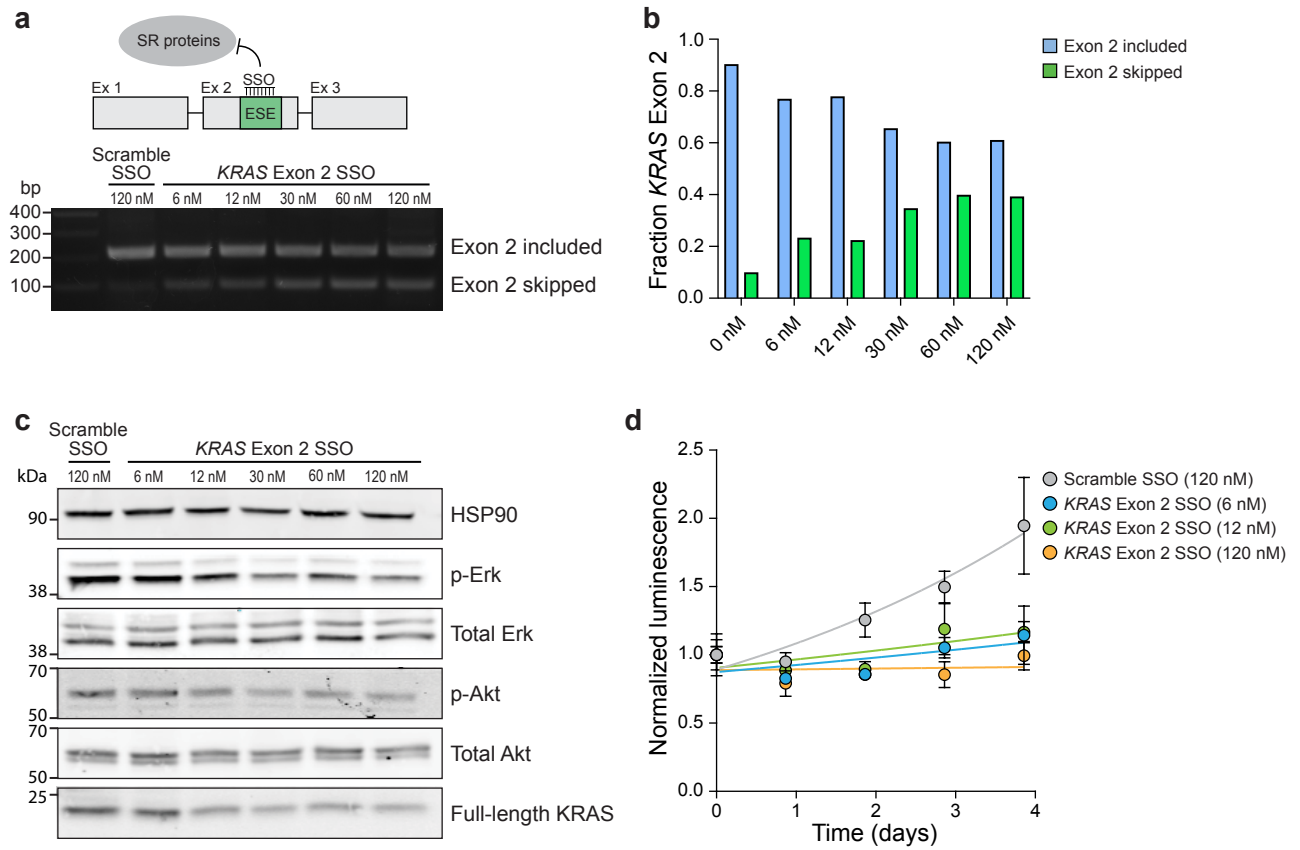 a
SR proteins
SSO
Ex 1
Ex 2
Ex 3
ESE
Scramble
SSO
KRAS Exon 2 SSO
bp
120 nM
6 nM
12 nM
30 nM
60 nM
120 nM
400
300
200
100
Exon 2 included
Exon 2 skipped
b
Fraction KRAS Exon 2
1.0
0.8
0.6
0.4
0.2
0.0
0 nM
6 nM
12 nM
30 nM
60 nM
120 nM
Exon 2 included
Exon 2 skipped
c
Scramble
SSO
KRAS Exon 2 SSO
kDa
120 nM
6 nM
12 nM
30 nM
60 nM
120 nM
90
HSP90
38
p-Erk
38
Total Erk
70
50
p-Akt
70
50
Total Akt
25
Full-length KRAS
d
Normalized luminescence
2.5
2.0
1.5
1.0
0.5
0.0
0
1
2
3
4
Time (days)
Scramble SSO (120 nM)
KRAS Exon 2 SSO (6 nM)
KRAS Exon 2 SSO (12 nM)
KRAS Exon 2 SSO (120 nM)